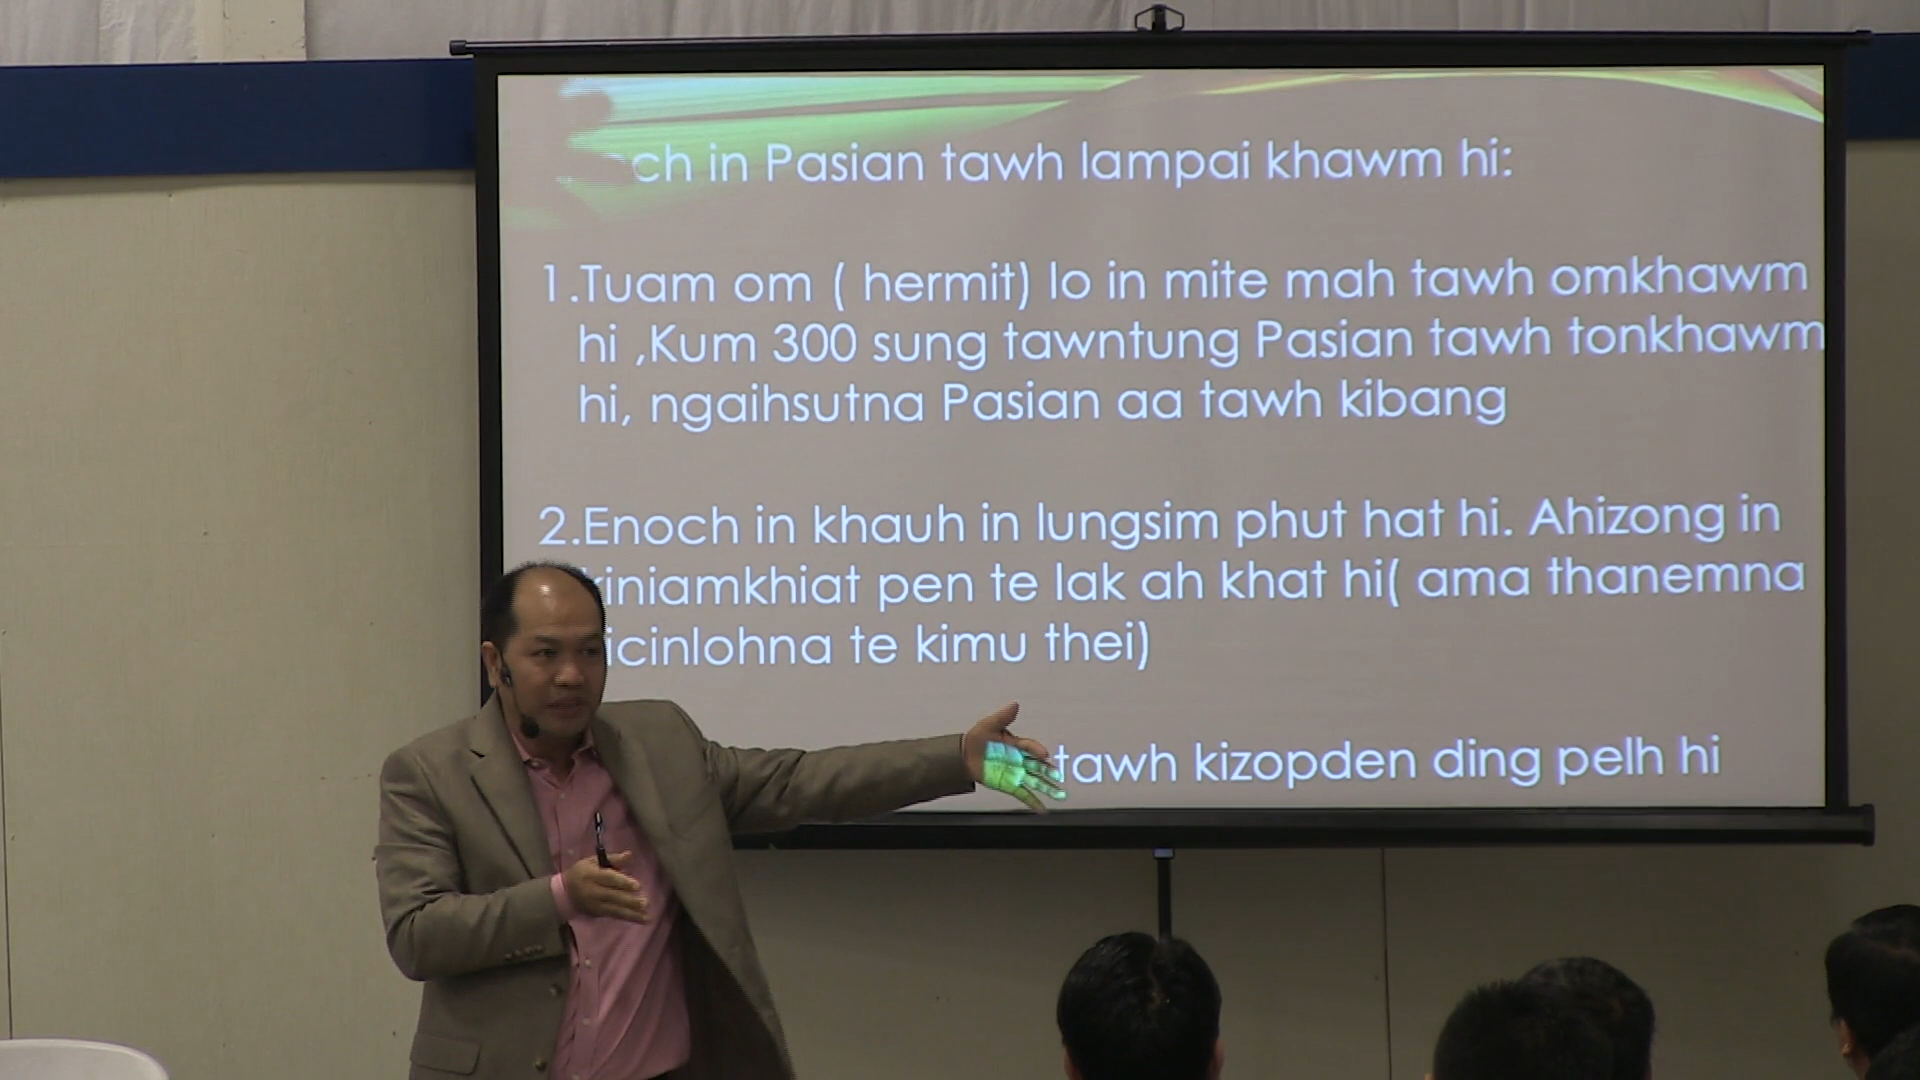 in Pasian tawh lampai khawm hi:
1.Tuam om ( hermit) lo in mite mah tawh omkhawm
hi ,Kum 300 sung tawntung Pasian tawh tonkhawm
hi, ngaihsutna Pasian aa tawh kibang
2.Enoch in khauh in lungsim phut hat hi. Ahizong in
kiniamkhiat pen te lak ah khat hi( ama thanemna
te kimu thei)
tawh kizopden ding pelh hi